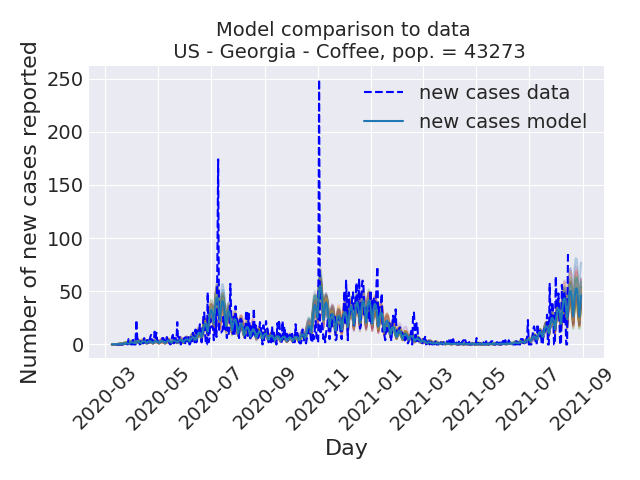 Model comparison to data
US - Georgia - Coffee, pop. = 43273
Number of new cases reported
250
200
150
100
50
0
new cases data
new cases model
2020-03
2020-05
2020-07
2020-09
2020-11
2021-01
2021-03
2021-05
2021-07
2021-09
Day